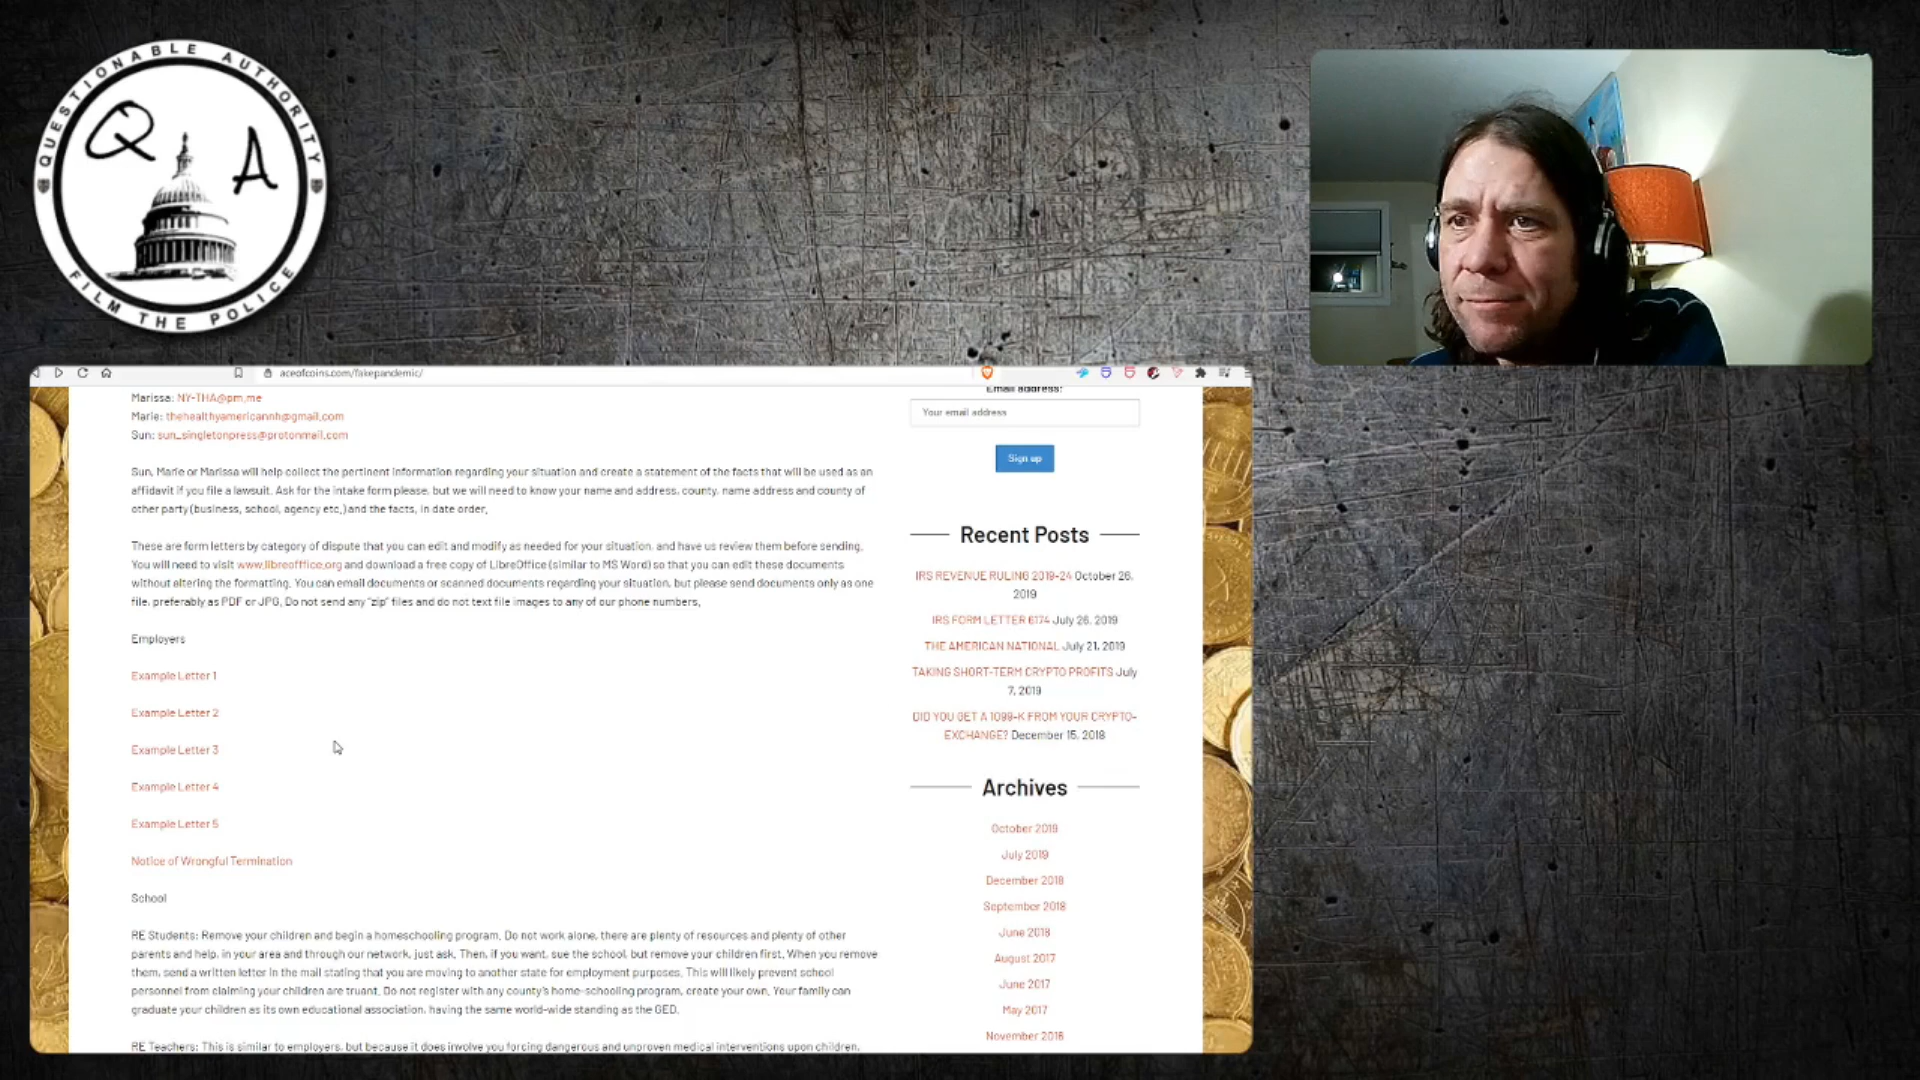 QUESTIONABLE AUTHORITY
Q A
FILM THE POLICE
aceofcoins.com/fakepandemic/
Marissa: NY-THA@pm.me
Marie: thehealthyamericannh@gmail.com
Sun: sun_singletonpress@protonmail.com
Sun, Marie or Marissa will help collect the pertinent information regarding your situation and create a statement of the facts that will be used as an
affidavit if you file a lawsuit. Ask for the intake form please, but we will need to know your name and address, county, name address and county of
other party (business, school, agency etc.) and the facts, in date order.
These are form letters by category of dispute that you can edit and modify as needed for your situation, and have us review them before sending.
You will need to visit www.libreofffice.org and download a free copy of LibreOffice (similar to MS Word) so that you can edit these documents
without altering the formatting. You can email documents or scanned documents regarding your situation, but please send documents only as one
file, preferably as PDF or JPG. Do not send any "zip" files and do not text file images to any of our phone numbers.
Employers
Example Letter 1
Example Letter 2
Example Letter 3
Example Letter 4
Example Letter 5
Notice of Wrongful Termination
School
RE Students: Remove your children and begin a homeschooling program. Do not work alone, there are plenty of resources and plenty of other
parents and help, in your area and through our network, just ask. Then, if you want, sue the school, but remove your children first. When you remove
them, send a written letter in the mail stating that you are moving to another state for employment purposes. This will likely prevent school
personnel from claiming your children are truant. Do not register with any county's home-schooling program, create your own. Your family can
graduate your children as its own educational association, having the same world-wide standing as the GED.
RE Teachers: This is similar to employers, but because it does involve you forcing dangerous and unproven medical interventions upon children,
Email address:
Your email address
Sign up
Recent Posts
IRS REVENUE RULING 2019-24 October 26,
2019
IRS FORM LETTER 6174 July 26, 2019
THE AMERICAN NATIONAL July 21, 2019
TAKING SHORT-TERM CRYPTO PROFITS July
7, 2019
DID YOU GET A 1099-K FROM YOUR CRYPTO-
EXCHANGE? December 15, 2018
Archives
October 2019
July 2019
December 2018
September 2018
June 2018
August 2017
June 2017
May 2017
November 2016